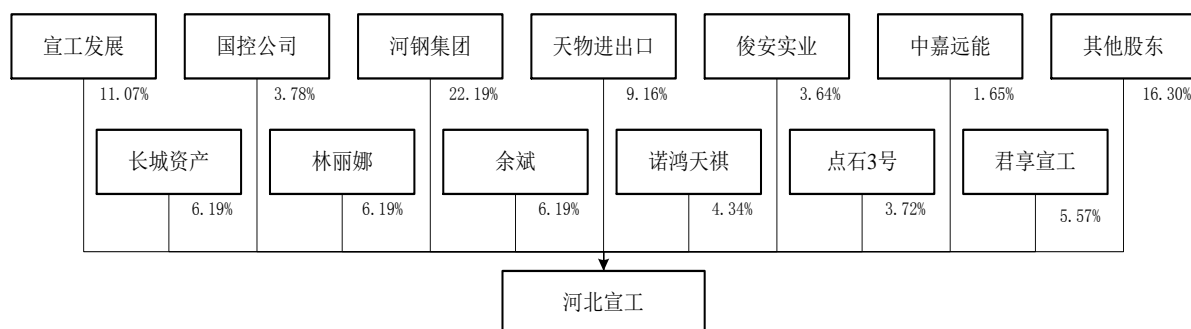 宣工发展
国控公司
河钢集团
天物进出口
俊安实业
中嘉远能
其他股东
11.07%
3.78%
22.19%
9.16%
3.64%
1.65%
16.30%
长城资产
林丽娜
余斌
诺鸿天祺
点石3号
君享宣工
6.19%
6.19%
6.19%
4.34%
3.72%
5.57%
河北宣工